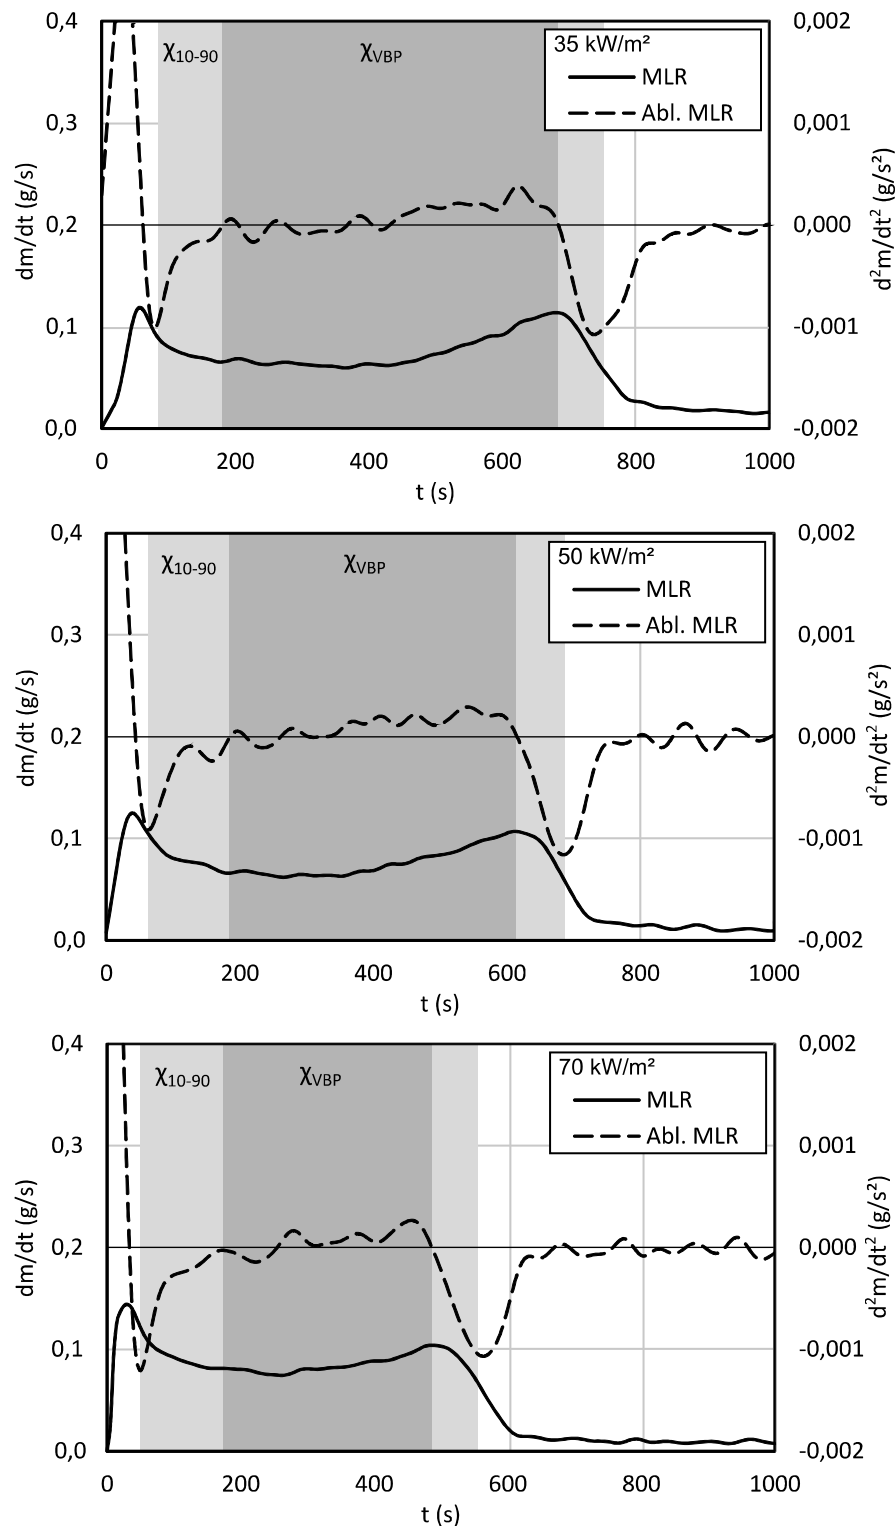 0,4
0,3
0,2
0,1
0,0
dm/dt (g/s)
χ10-90
χVBP
35 kW/m²
MLR
Abl. MLR
0,002
0,001
0,000
-0,001
-0,002
d²m/dt² (g/s²)
0 200 400 600 800 1000
t (s)
0,4
0,3
0,2
0,1
0,0
dm/dt (g/s)
χ10-90
χVBP
50 kW/m²
MLR
Abl. MLR
0,002
0,001
0,000
-0,001
-0,002
d²m/dt² (g/s²)
0 200 400 600 800 1000
t (s)
0,4
0,3
0,2
0,1
0,0
dm/dt (g/s)
χ10-90
χVBP
70 kW/m²
MLR
Abl. MLR
0,002
0,001
0,000
-0,001
-0,002
d²m/dt² (g/s²)
0 200 400 600 800 1000
t (s)